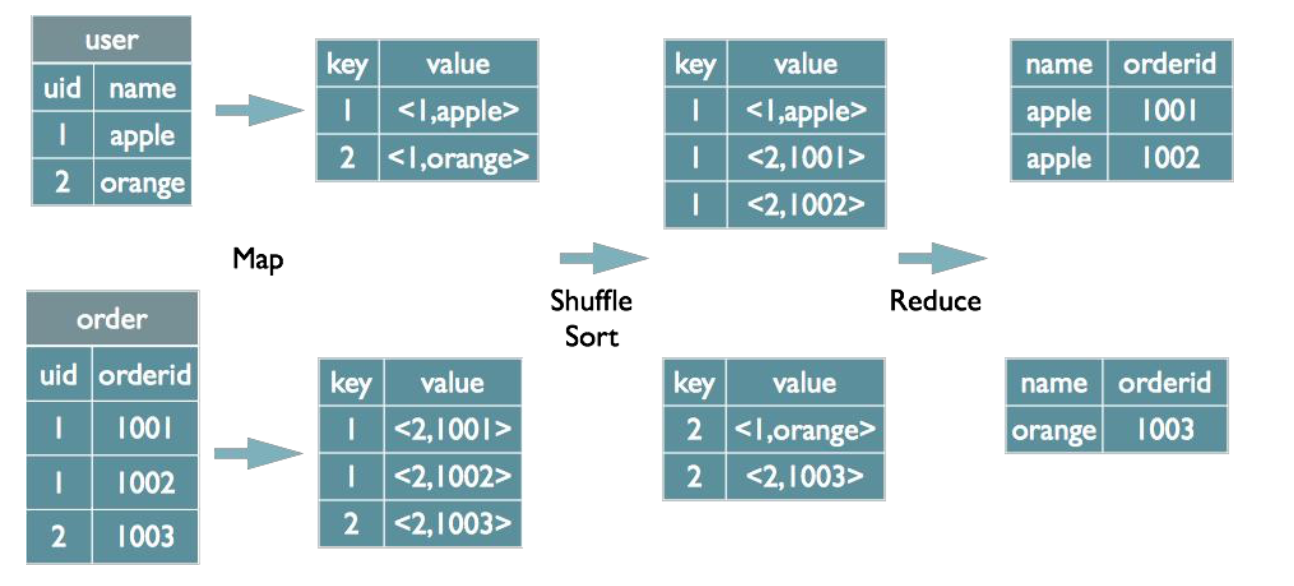 user
uid name
1 apple
2 orange
key value
1 <1,apple>
2 <1,orange>
key value
1 <1,apple>
1 <2,1001>
1 <2,1002>
name orderid
apple 1001
apple 1002
Map
Shuffle
Sort
Reduce
order
uid orderid
1 1001
1 1002
2 1003
key value
1 <2,1001>
1 <2,1002>
2 <2,1003>
key value
2 <1,orange>
2 <2,1003>
name orderid
orange 1003